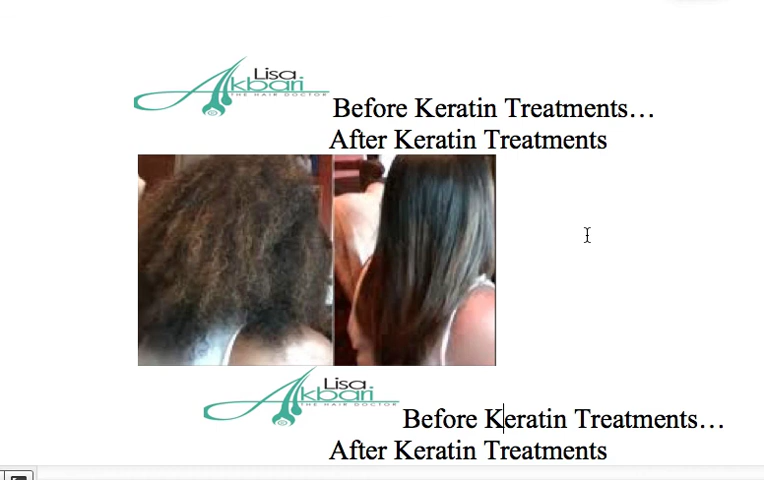 Lisa
Akbari
THE HAIR DOCTOR
Before Keratin Treatments…
After Keratin Treatments
Lisa
Akbari
THE HAIR DOCTOR
Before Keratin Treatments…
After Keratin Treatments